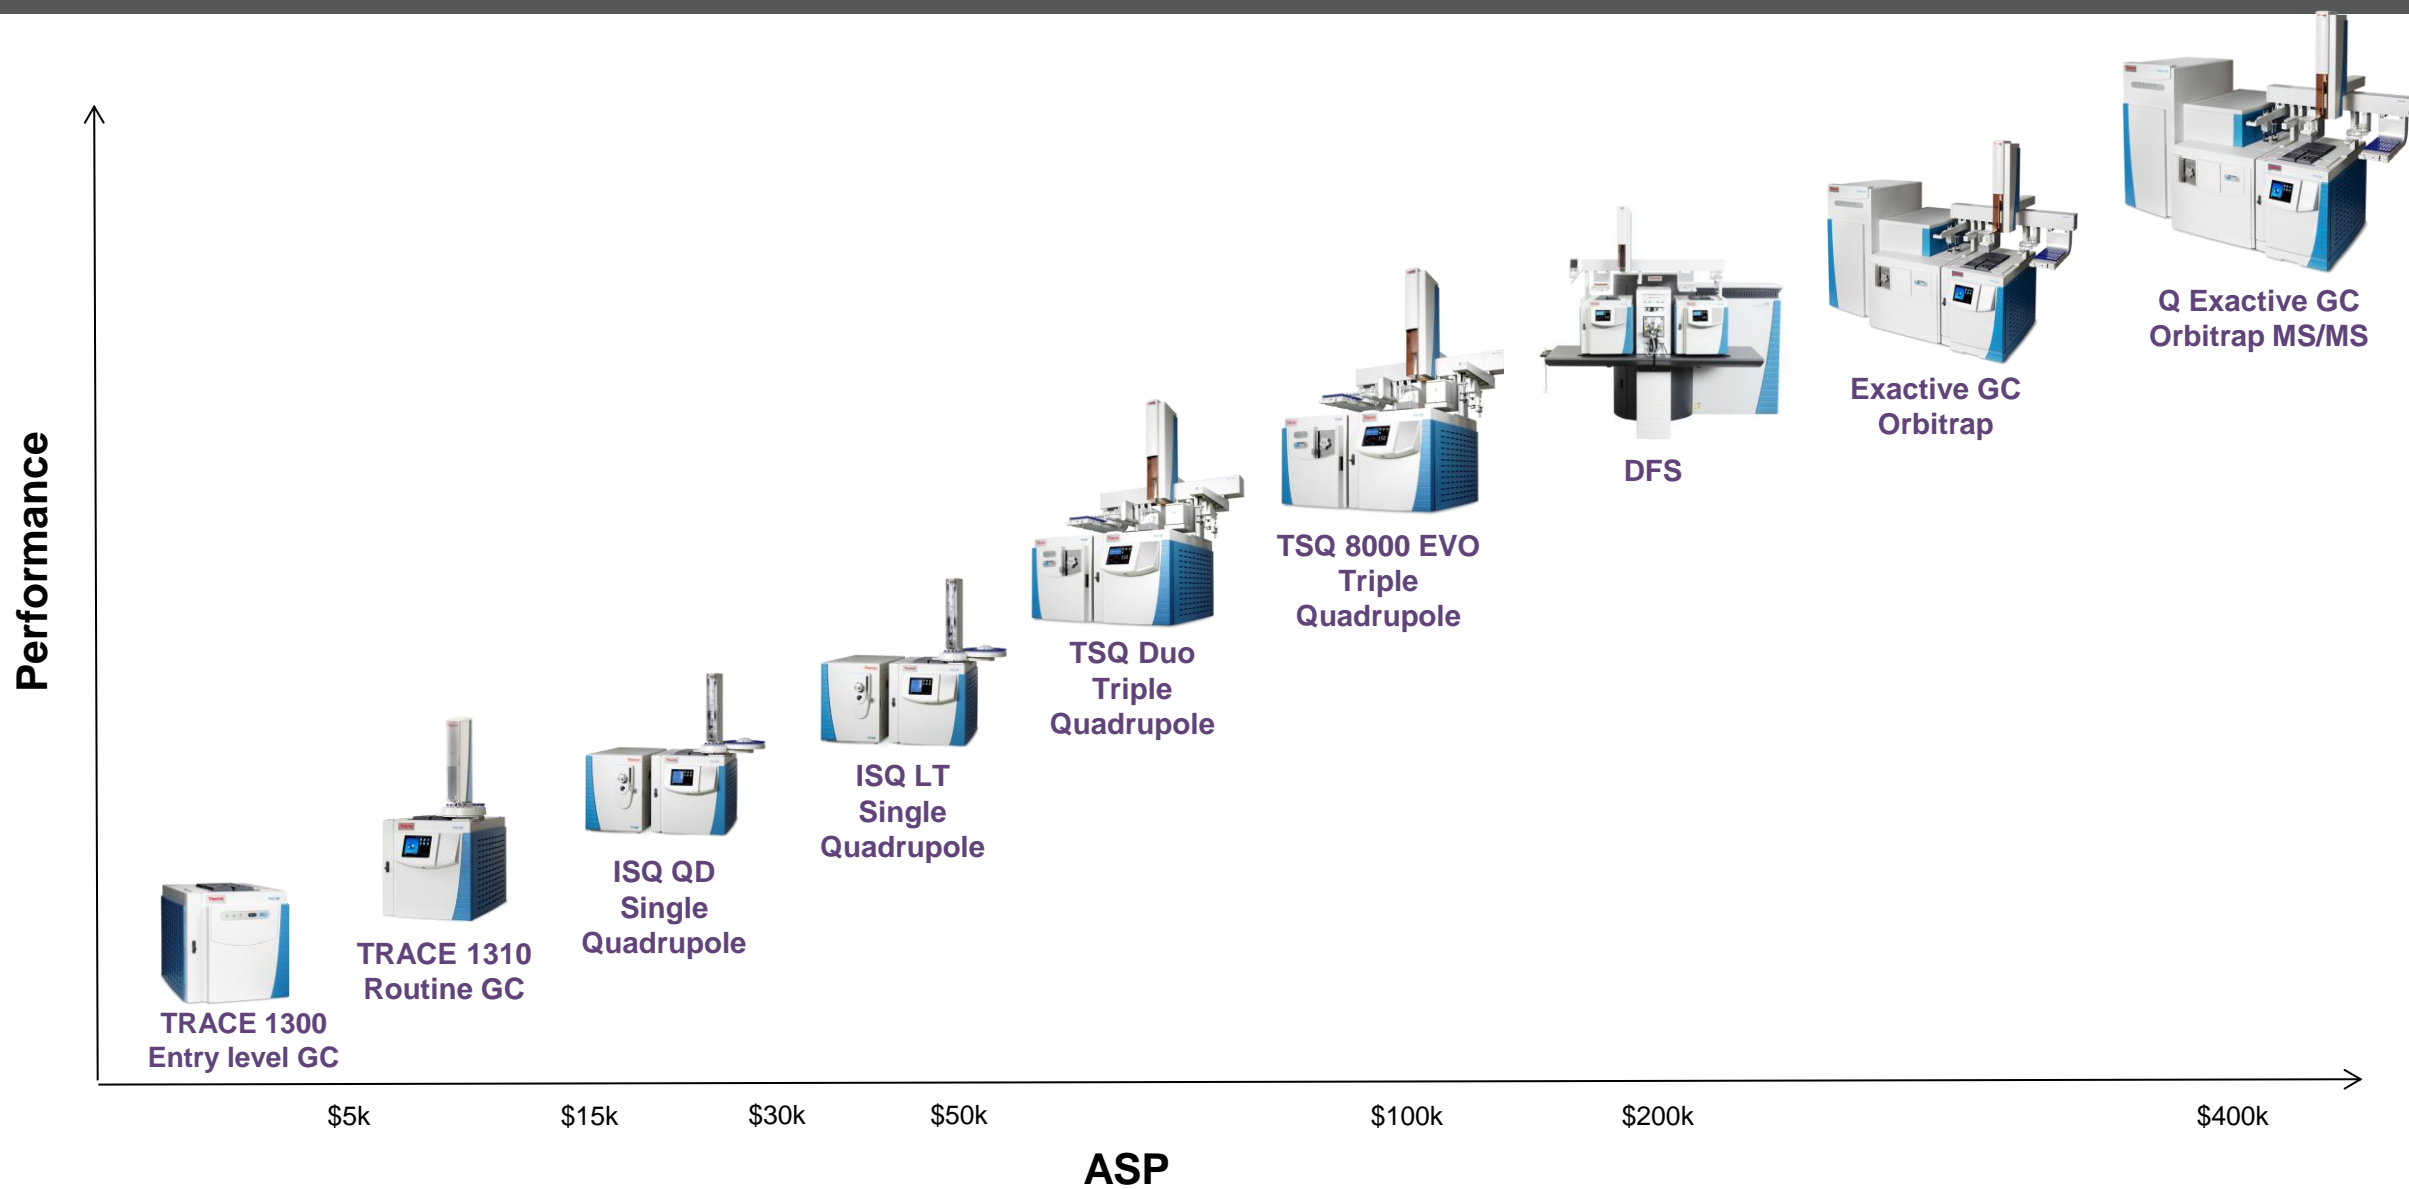 Performance
Q Exactive GC
Orbitrap MS/MS
Exactive GC
Orbitrap
DFS
TSQ 8000 EVO
Triple
Quadrupole
TSQ Duo
Triple
Quadrupole
ISQ LT
Single
Quadrupole
ISQ QD
Single
Quadrupole
TRACE 1310
Routine GC
TRACE 1300
Entry level GC
$5k
$15k
$30k
$50k
$100k
$200k
$400k
ASP